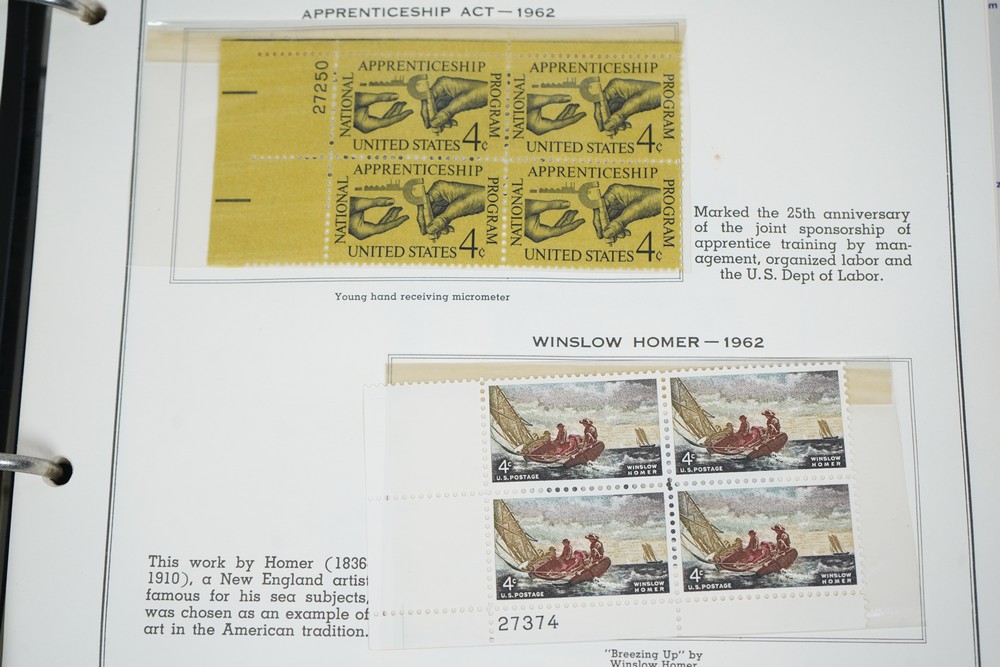 APPRENTICESHIP ACT — 1962
27250
APPRENTICESHIP
NATIONAL
PROGRAM
UNITED STATES 4¢
APPRENTICESHIP
NATIONAL
PROGRAM
UNITED STATES 4¢
APPRENTICESHIP
NATIONAL
PROGRAM
UNITED STATES 4¢
APPRENTICESHIP
NATIONAL
PROGRAM
UNITED STATES 4¢
Marked the 25th anniversary
of the joint sponsorship of
apprentice training by man-
agement, organized labor and
the U.S. Dept of Labor.
Young hand receiving micrometer
WINSLOW HOMER — 1962
4¢
U.S. POSTAGE
WINSLOW
HOMER
4¢
U.S. POSTAGE
WINSLOW
HOMER
4¢
U.S. POSTAGE
WINSLOW
HOMER
4¢
U.S. POSTAGE
WINSLOW
HOMER
27374
This work by Homer (1836
1910), a New England artist
famous for his sea subjects,
was chosen as an example of
art in the American tradition.
"Breezing Up" by
Winslow Homer